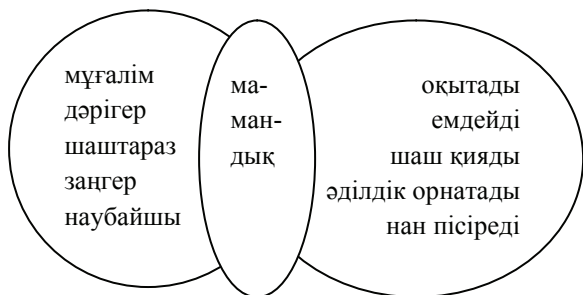 мұғалім
дәрігер
шаштараз
заңгер
наубайшы
ма-
ман-
дық
оқытады
емдейді
шаш қияды
әділдік орнатады
нан пісіреді